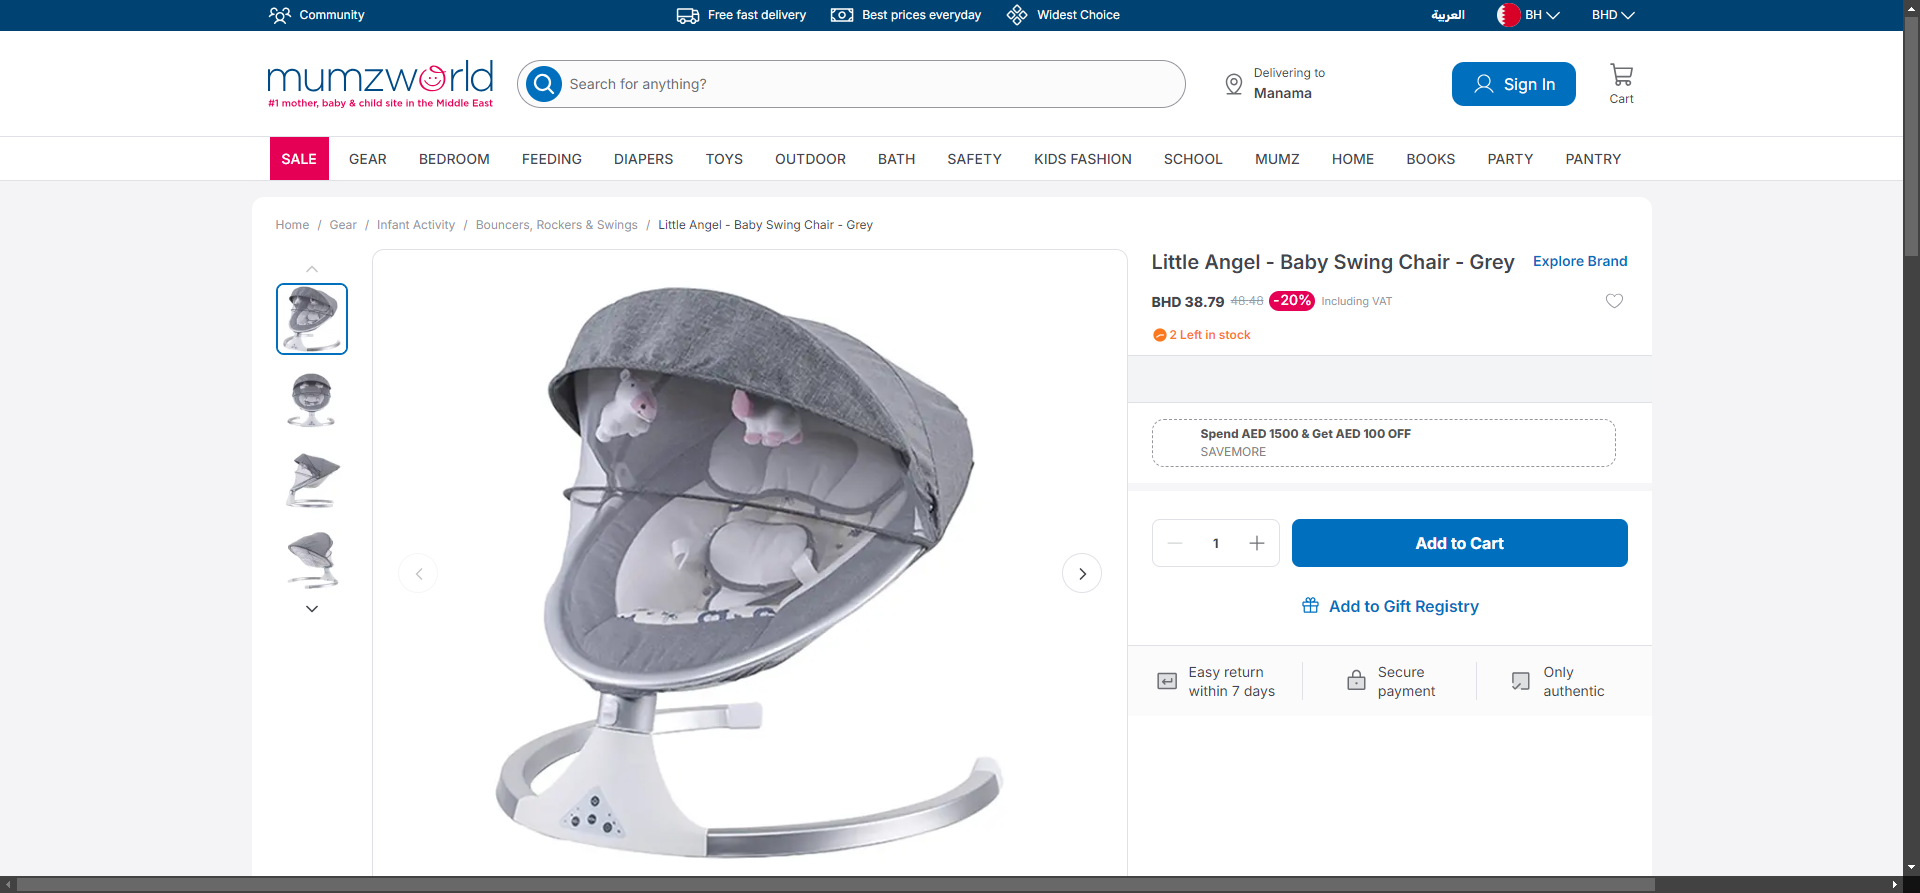 Community
Free fast delivery
Best prices everyday
Widest Choice
العربية
BH
BHD
mumzworld
#1 mother, baby & child site in the Middle East
Search for anything?
Delivering to
Manama
Sign In
Cart
SALE
GEAR
BEDROOM
FEEDING
DIAPERS
TOYS
OUTDOOR
BATH
SAFETY
KIDS FASHION
SCHOOL
MUMZ
HOME
BOOKS
PARTY
PANTRY
Home / Gear / Infant Activity / Bouncers, Rockers & Swings / Little Angel - Baby Swing Chair - Grey
Little Angel - Baby Swing Chair - Grey
Explore Brand
BHD 38.79 48.48 -20% Including VAT
2 Left in stock
Spend AED 1500 & Get AED 100 OFF
SAVEMORE
1
Add to Cart
Add to Gift Registry
Easy return
within 7 days
Secure
payment
Only
authentic